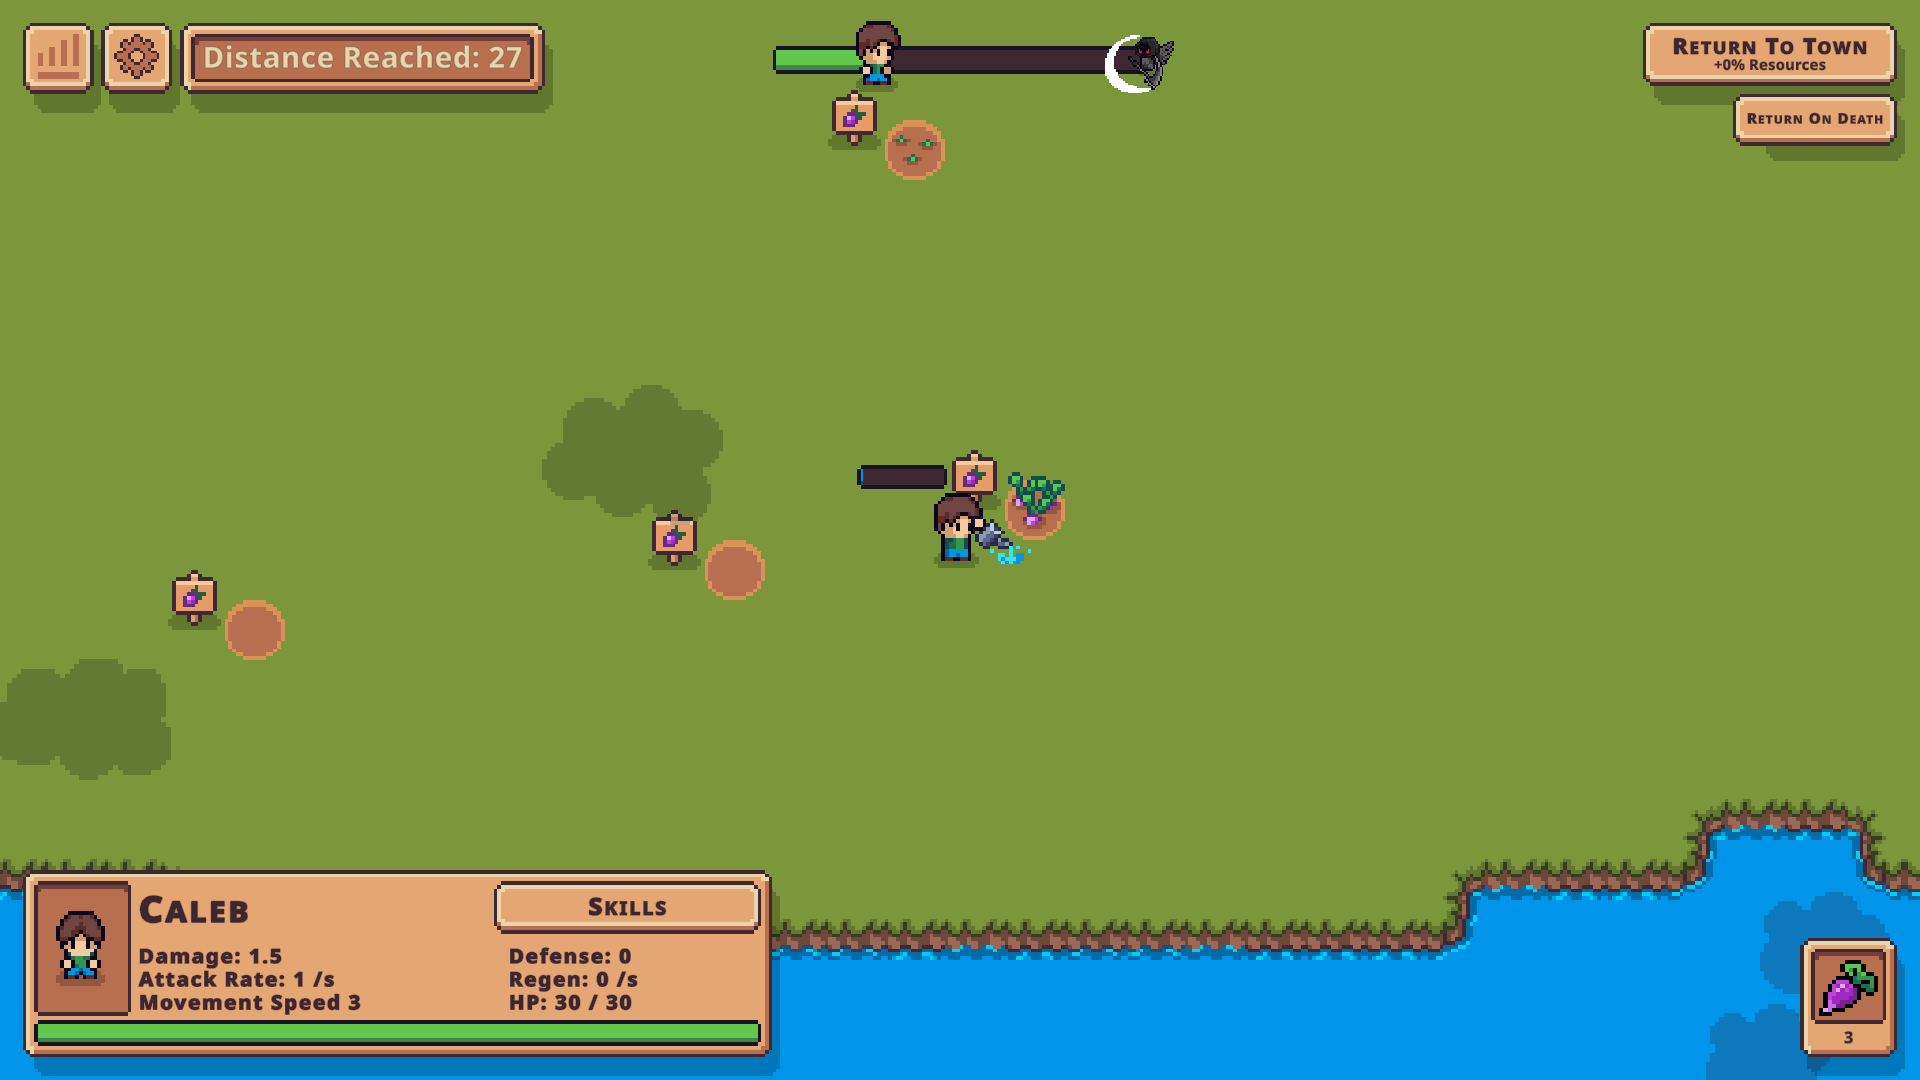 Distance Reached: 27
Return To Town
+0% Resources
Return On Death
Caleb
Skills
Damage: 1.5
Defense: 0
Attack Rate: 1 /s
Regen: 0 /s
Movement Speed 3
HP: 30 / 30
3